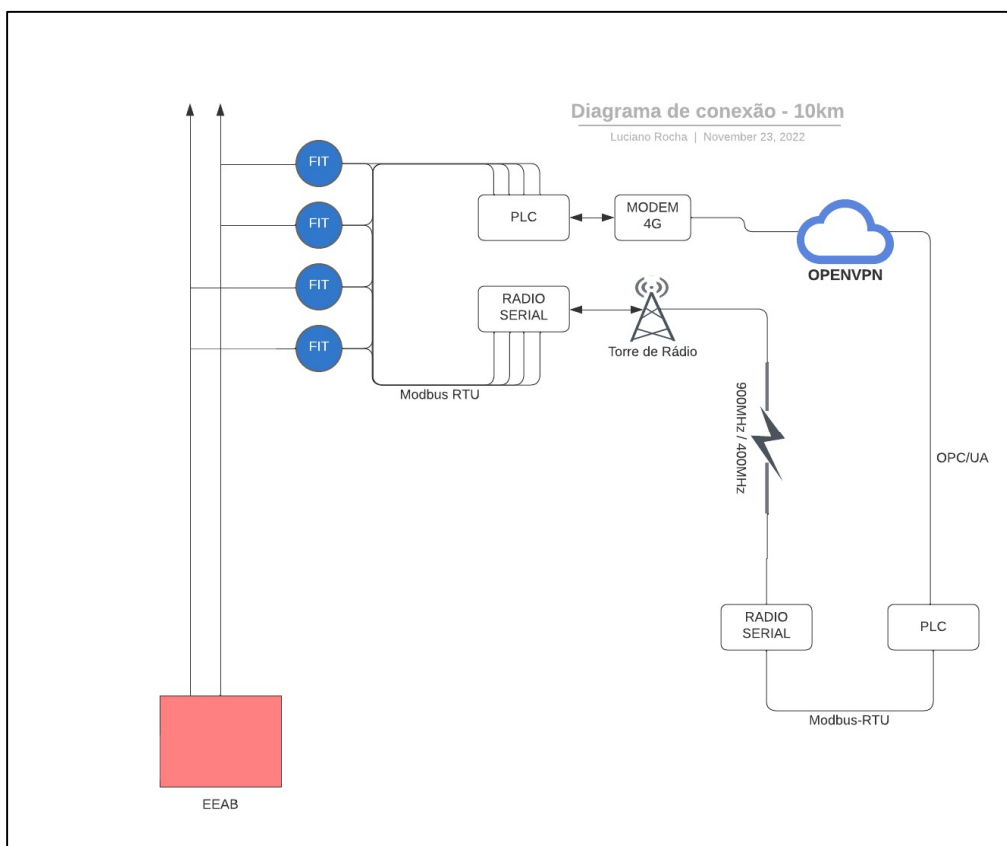 Diagrama de conexão - 10km
Luciano Rocha | November 23, 2022
FIT
FIT
FIT
FIT
PLC
MODEM
4G
OPENVPN
RADIO
SERIAL
Torre de Rádio
Modbus RTU
900MHz / 400MHz
OPC/UA
RADIO
SERIAL
PLC
Modbus-RTU
EEAB